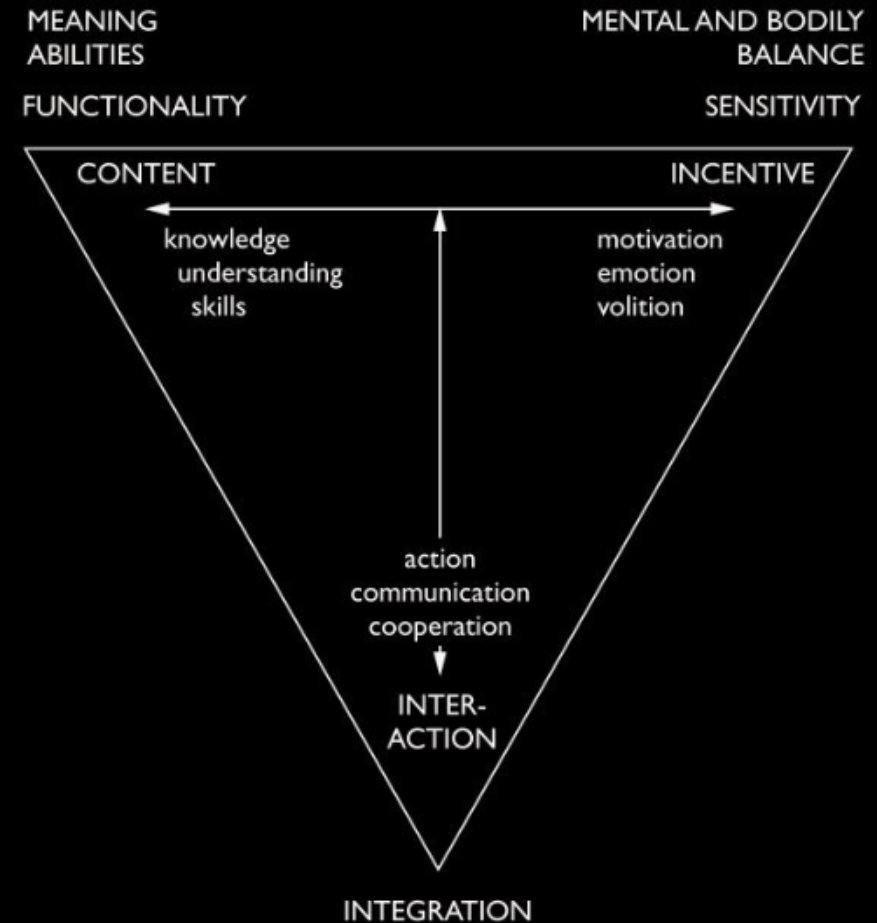 MEANING
ABILITIES
MENTAL AND BODILY
BALANCE
FUNCTIONALITY
SENSITIVITY
CONTENT
INCENTIVE
knowledge
understanding
skills
motivation
emotion
volition
action
communication
cooperation
INTER-
ACTION
INTEGRATION